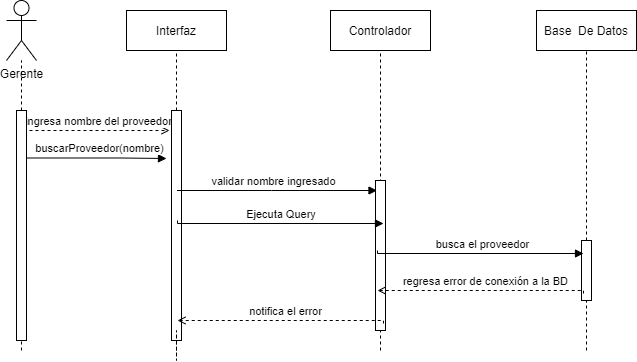 Interfaz
Controlador
Base De Datos
Gerente
ngresa nombre del proveedor
buscarProveedor(nombre)
validar nombre ingresado
Ejecuta Query
busca el proveedor
regresa error de conexión a la BD
notifica el error